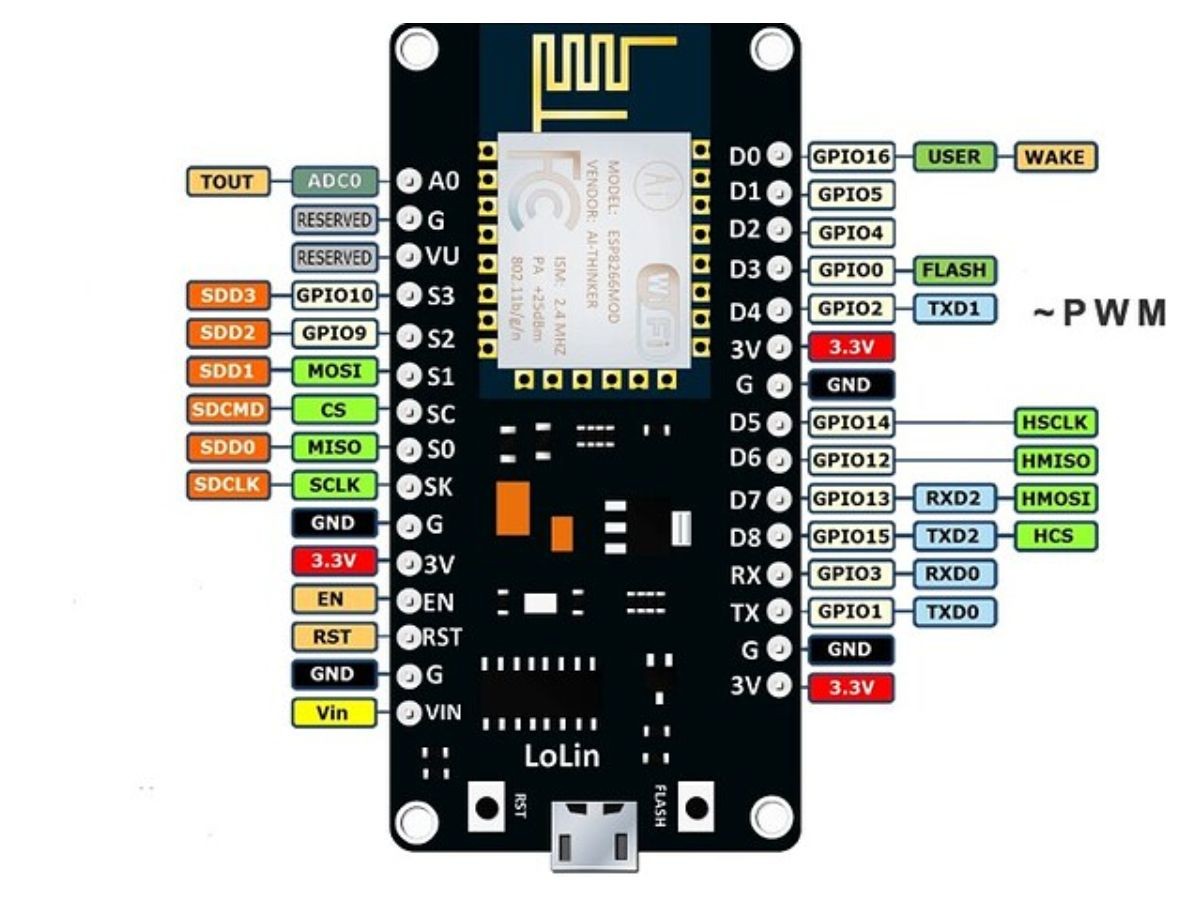 TOUT ADC0 A0
RESERVED G
RESERVED VU
SDD3 GPIO10 S3
SDD2 GPIO9 S2
SDD1 MOSI S1
SDCMD CS SC
SDD0 MISO S0
SDCLK SCLK SK
GND G
3.3V 3V
EN EN
RST RST
GND G
Vin VIN
FC
Ai
MODEL: ESP8266MOD
VENDOR: AI-THINKER
ISM: 2.4 MHZ
PA +25dBm
802.11b/g/n
Wi Fi
D0 GPIO16 USER WAKE
D1 GPIO5
D2 GPIO4
D3 GPIO0 FLASH
D4 GPIO2 TXD1
3V 3.3V
G GND
D5 GPIO14 HSCLK
D6 GPIO12 HMISO
D7 GPIO13 RXD2 HMOSI
D8 GPIO15 TXD2 HCS
RX GPIO3 RXD0
TX GPIO1 TXD0
G GND
3V 3.3V
~PWM
LoLin
RST
FLASH